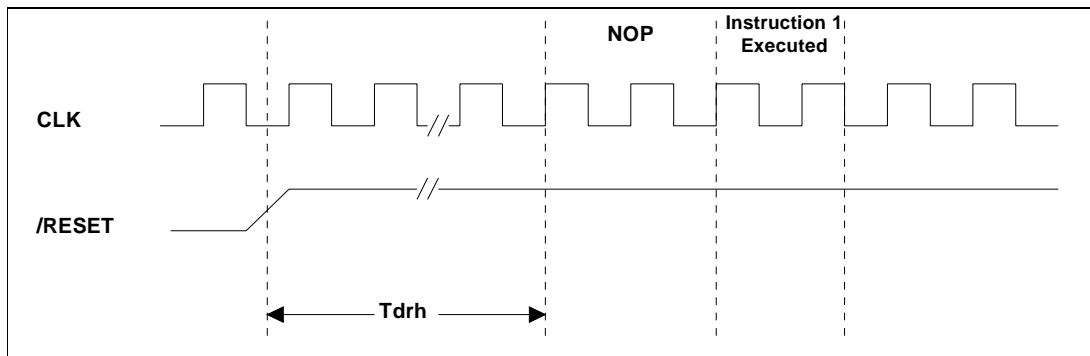 NOP
Instruction 1
Executed
CLK
/RESET
Tdrh